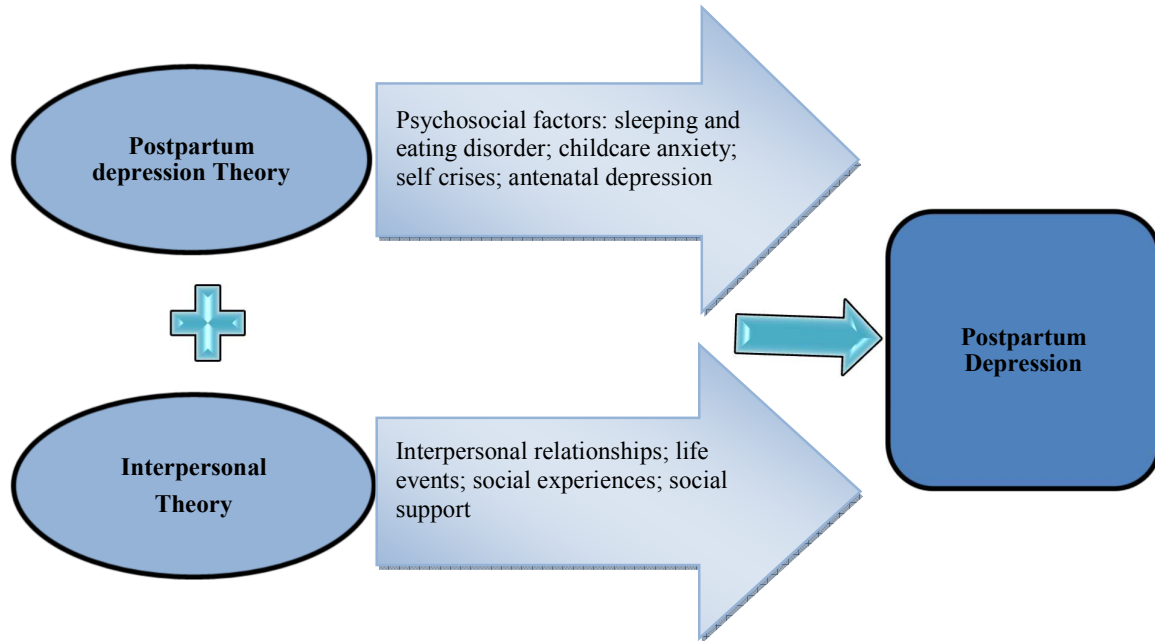 Postpartum
depression Theory
Psychosocial factors: sleeping and
eating disorder; childcare anxiety;
self crises; antenatal depression
Interpersonal
Theory
Interpersonal relationships; life
events; social experiences; social
support
Postpartum
Depression